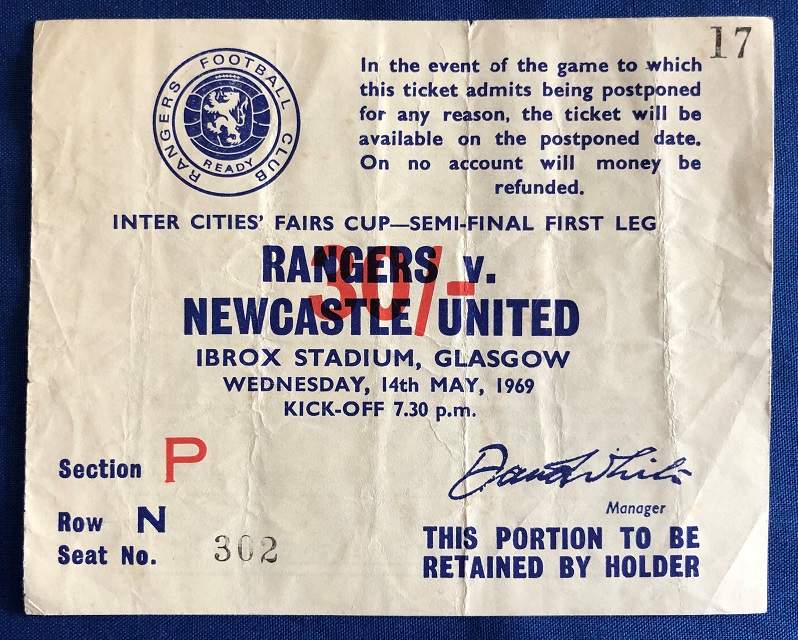 17
RANGERS FOOTBALL CLUB
READY
In the event of the game to which
this ticket admits being postponed
for any reason, the ticket will be
available on the postponed date.
On no account will money be
refunded.
INTER CITIES' FAIRS CUP—SEMI-FINAL FIRST LEG
RANGERS v.
30/-
NEWCASTLE UNITED
IBROX STADIUM, GLASGOW
WEDNESDAY, 14th MAY, 1969
KICK-OFF 7.30 p.m.
Section P
Row N
Seat No. 302
David White
Manager
THIS PORTION TO BE
RETAINED BY HOLDER